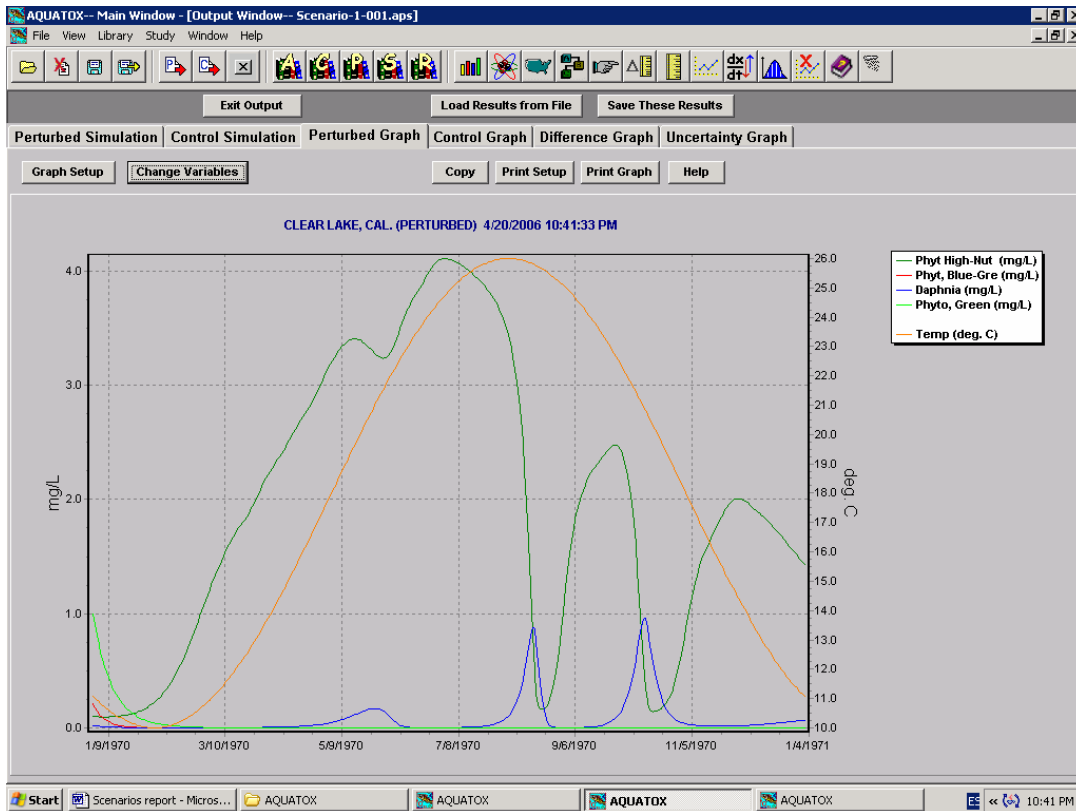 AQUATOX-- Main Window - [Output Window-- Scenario-1-001.aps]
File View Library Study Window Help
A C P S R dx dt
Exit Output Load Results from File Save These Results
Perturbed Simulation Control Simulation Perturbed Graph Control Graph Difference Graph Uncertainty Graph
Graph Setup Change Variables Copy Print Setup Print Graph Help
CLEAR LAKE, CAL. (PERTURBED) 4/20/2006 10:41:33 PM
Phyt High-Nut (mg/L)
Phyt, Blue-Gre (mg/L)
Daphnia (mg/L)
Phyto, Green (mg/L)
Temp (deg. C)
mg/L
4.0
3.0
2.0
1.0
0.0
26.0
25.0
24.0
23.0
22.0
21.0
20.0
19.0
18.0
17.0
16.0
15.0
14.0
13.0
12.0
11.0
10.0
deg. C
1/9/1970 3/10/1970 5/9/1970 7/8/1970 9/6/1970 11/5/1970 1/4/1971
Start Scenarios report - Micros... AQUATOX AQUATOX AQUATOX AQUATOX ES « 10:41 PM